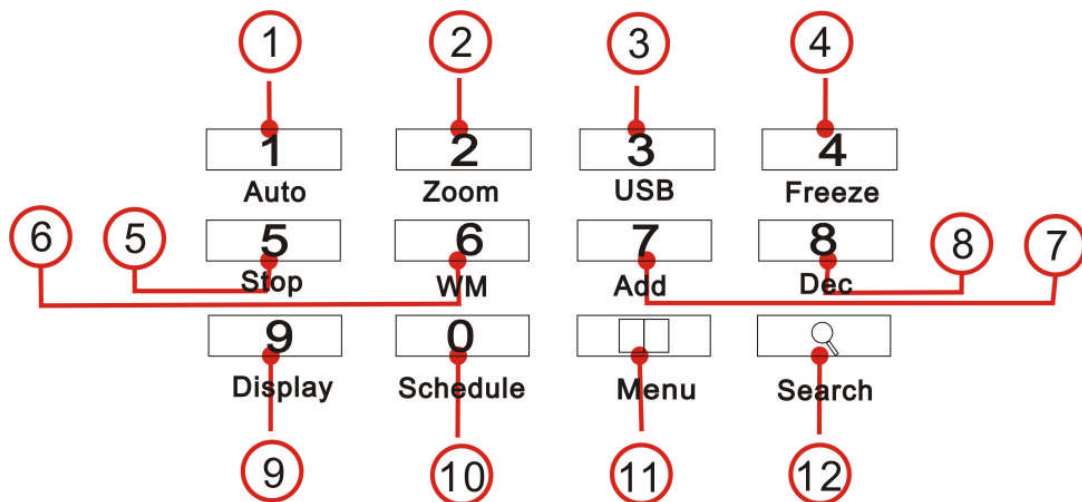 1 2 3 4
1 2 3 4
Auto Zoom USB Freeze
6 5 5 6 7 8 8 7
Stop WM Add Dec
9 0
Display Schedule Menu Search
9 10 11 12